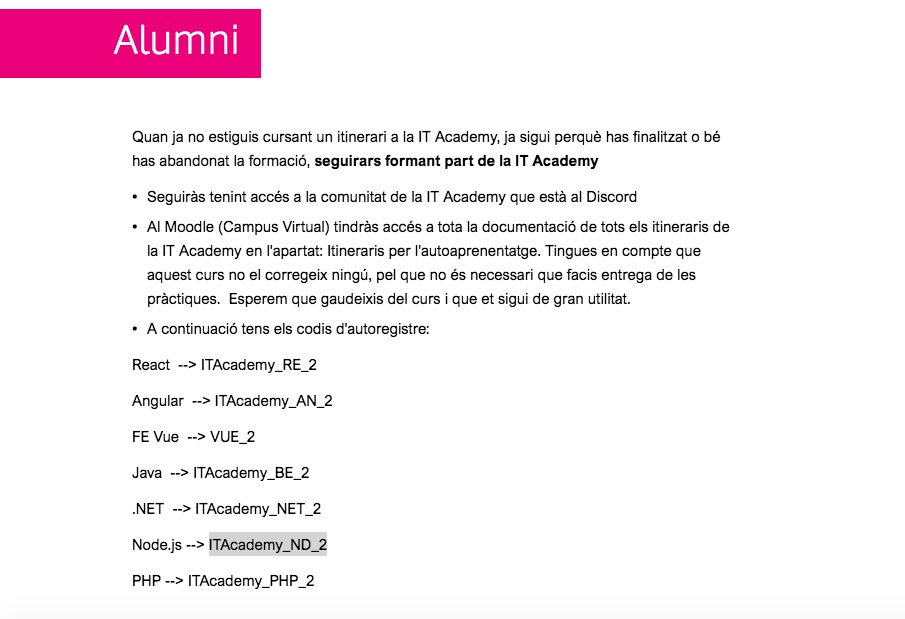 Alumni
Quan ja no estiguis cursant un itinerari a la IT Academy, ja sigui perquè has finalitzat o bé
has abandonat la formació, seguirars formant part de la IT Academy
• Seguiràs tenint accés a la comunitat de la IT Academy que està al Discord
• Al Moodle (Campus Virtual) tindràs accés a tota la documentació de tots els itineraris de
la IT Academy en l'apartat: Itineraris per l'autoaprenentatge. Tingues en compte que
aquest curs no el corregeix ningú, pel que no és necessari que facis entrega de les
pràctiques.  Esperem que gaudeixis del curs i que et sigui de gran utilitat.
• A continuació tens els codis d'autoregistre:
React  --> ITAcademy_RE_2
Angular  --> ITAcademy_AN_2
FE Vue  --> VUE_2
Java  --> ITAcademy_BE_2
.NET  --> ITAcademy_NET_2
Node.js --> ITAcademy_ND_2
PHP --> ITAcademy_PHP_2